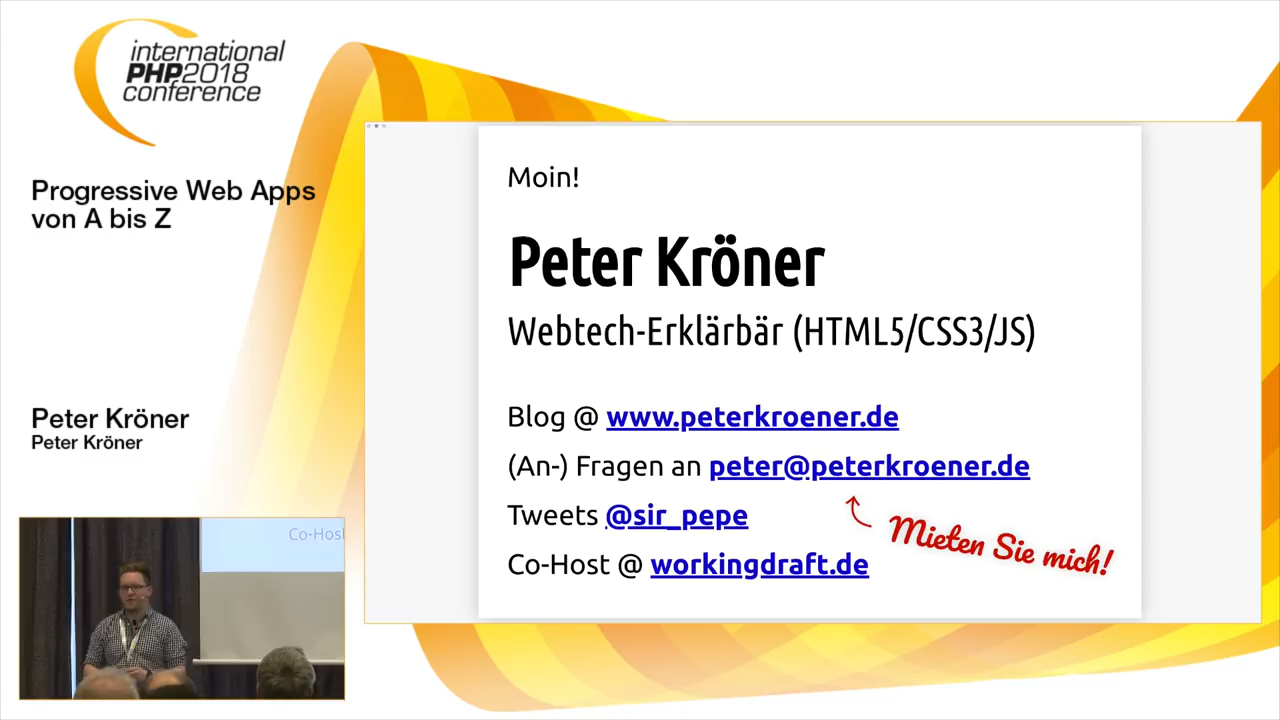 international
PHP2018
conference
Progressive Web Apps
von A bis Z
Peter Kröner
Peter Kröner
Moin!
Peter Kröner
Webtech-Erklärbär (HTML5/CSS3/JS)
Blog @ www.peterkroener.de
(An-) Fragen an peter@peterkroener.de
Tweets @sir_pepe
Mieten Sie mich!
Co-Host @ workingdraft.de
Co-Host